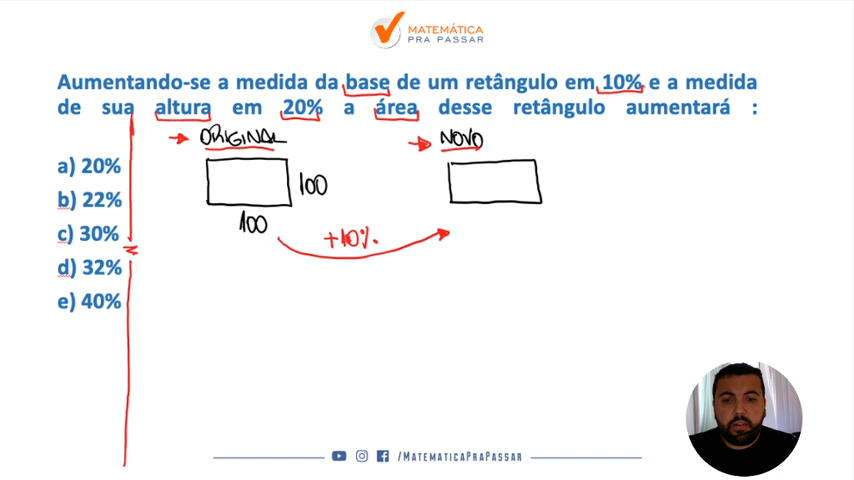 MATEMÁTICA
PRA PASSAR
Aumentando-se a medida da base de um retângulo em 10% e a medida
de sua altura em 20% a área desse retângulo aumentará :
ORIGINAL
NOVO
a) 20%
b) 22%
c) 30%
d) 32%
e) 40%
100
100
+10%
/MATEMATICAPRAPASSAR